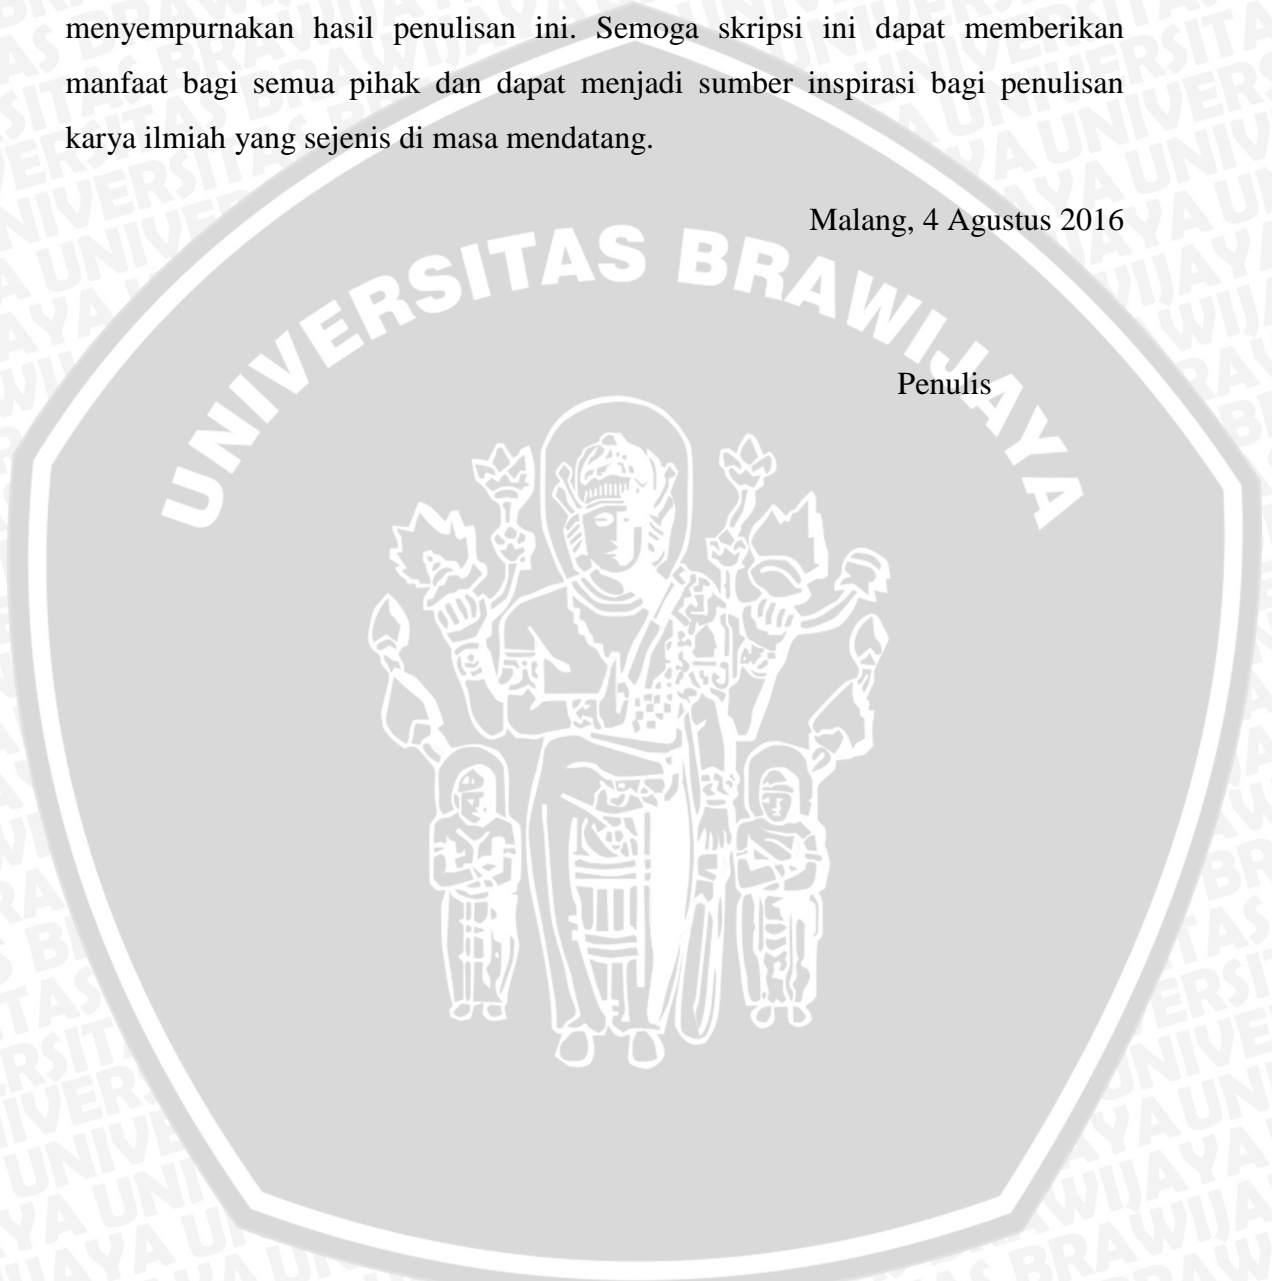 menyempurnakan hasil penulisan ini. Semoga skripsi ini dapat memberikan
manfaat bagi semua pihak dan dapat menjadi sumber inspirasi bagi penulisan
karya ilmiah yang sejenis di masa mendatang.
Malang, 4 Agustus 2016
UNIVERSITAS BRAWIJAYA
Penulis